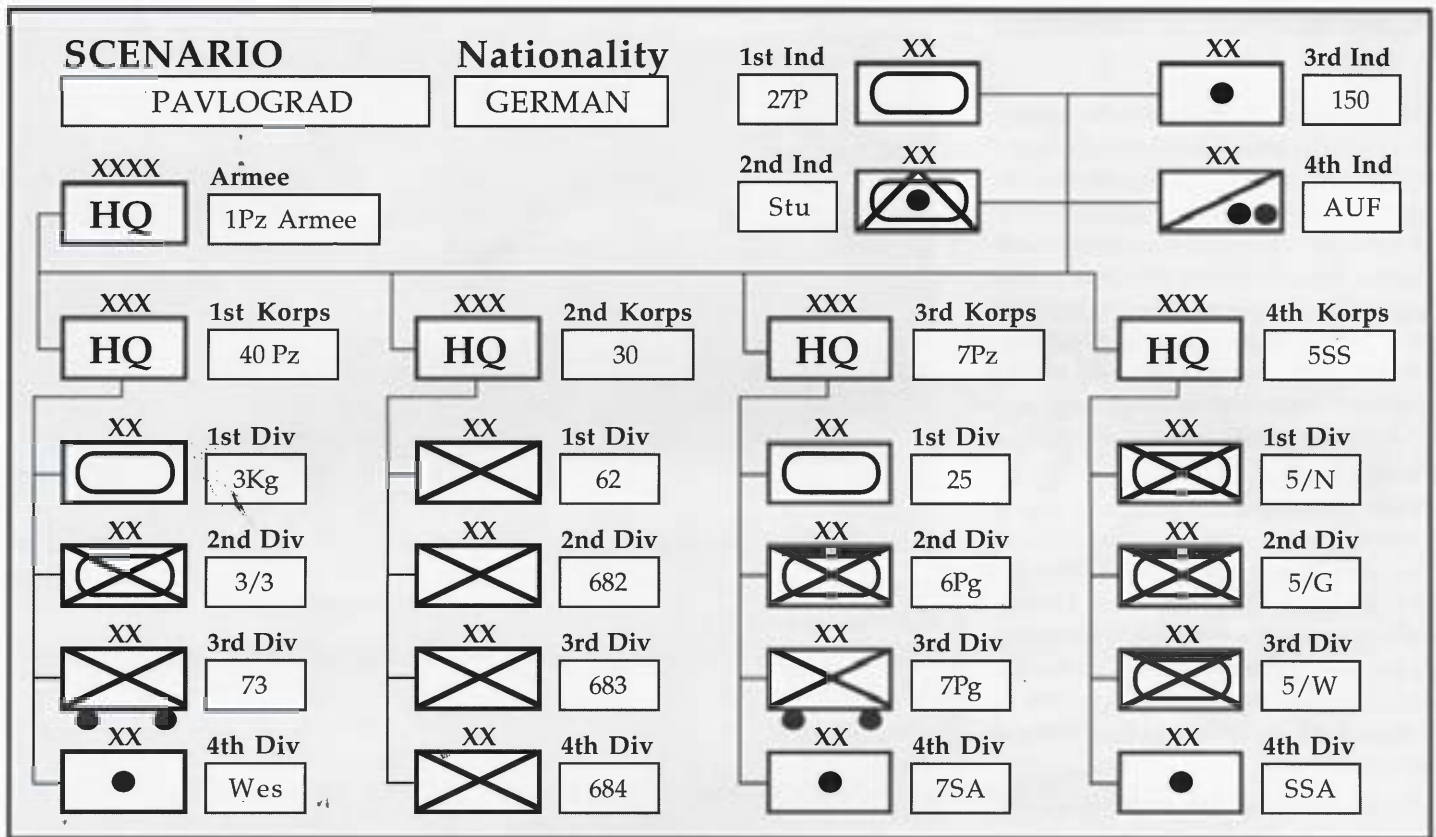 SCENARIO
PAVLOGRAD
Nationality
GERMAN
XXXX
HQ
Armee
1Pz Armee
1st Ind
27P
XX
XX
3rd Ind
150
2nd Ind
Stu
XX
XX
4th Ind
AUF
XXX
HQ
1st Korps
40 Pz
XX
1st Div
3Kg
XX
2nd Div
3/3
XX
3rd Div
73
XX
4th Div
Wes
XXX
HQ
2nd Korps
30
XX
1st Div
62
XX
2nd Div
682
XX
3rd Div
683
XX
4th Div
684
XXX
HQ
3rd Korps
7Pz
XX
1st Div
25
XX
2nd Div
6Pg
XX
3rd Div
7Pg
XX
4th Div
7SA
XXX
HQ
4th Korps
5SS
XX
1st Div
5/N
XX
2nd Div
5/G
XX
3rd Div
5/W
XX
4th Div
SSA